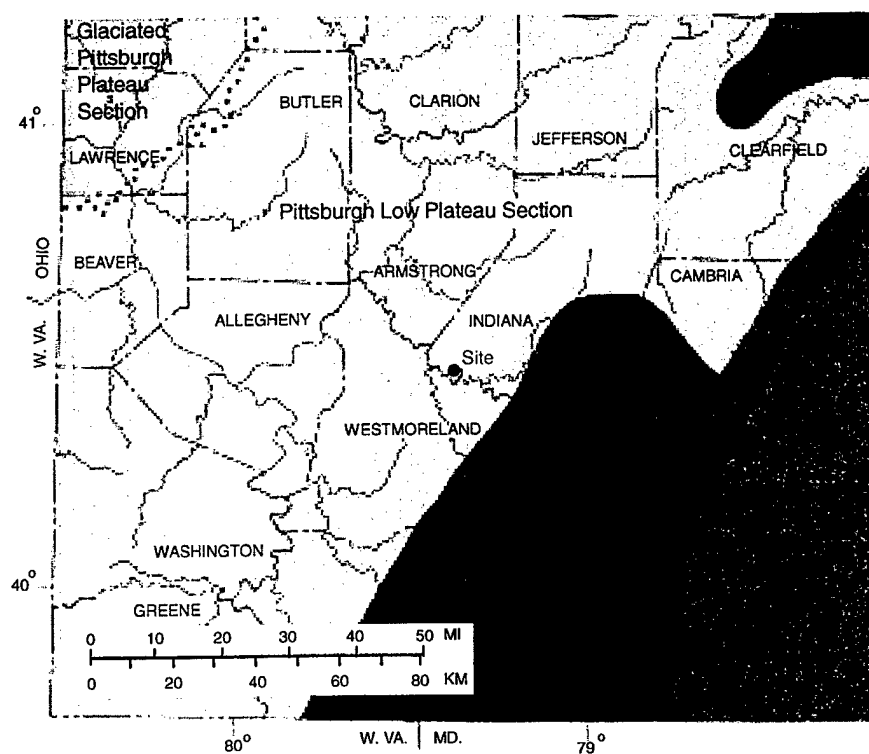 Glaciated
Pittsburgh
Plateau
Section
BUTLER
CLARION
41°
JEFFERSON
CLEARFIELD
LAWRENCE
Pittsburgh Low Plateau Section
OHIO
W. VA.
BEAVER
ARMSTRONG
CAMBRIA
ALLEGHENY
INDIANA
Site
WESTMORELAND
WASHINGTON
40°
GREENE
0 10 20 30 40 50 MI
0 20 40 60 80 KM
80°
W. VA. MD.
79°